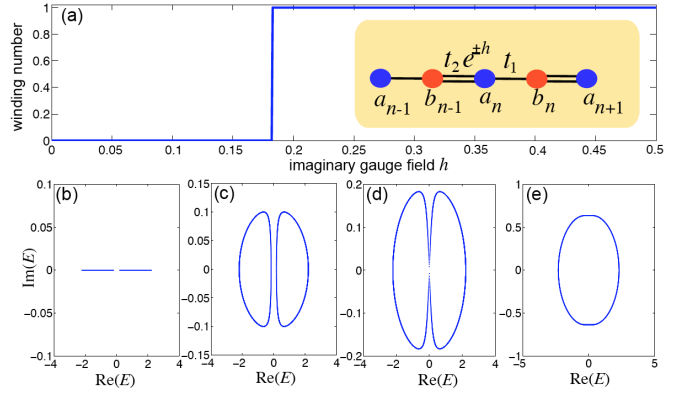 (a)
winding number
1
0.8
0.6
0.4
0.2
0
0 0.05 0.1 0.15 0.2 0.25 0.3 0.35 0.4 0.45 0.5
imaginary gauge field h
t₂e^{±h} t₁
aₙ₋₁ bₙ₋₁ aₙ bₙ aₙ₊₁
(b)
Im(E)
0.1
0.05
0
-0.05
-0.1
-4 -2 0 2 4
Re(E)
(c)
0.15
0.1
0.05
0
-0.05
-0.1
-0.15
-4 -2 0 2 4
Re(E)
(d)
0.2
0.1
0
-0.1
-0.2
-4 -2 0 2 4
Re(E)
(e)
1
0.5
0
-0.5
-1
-5 0 5
Re(E)